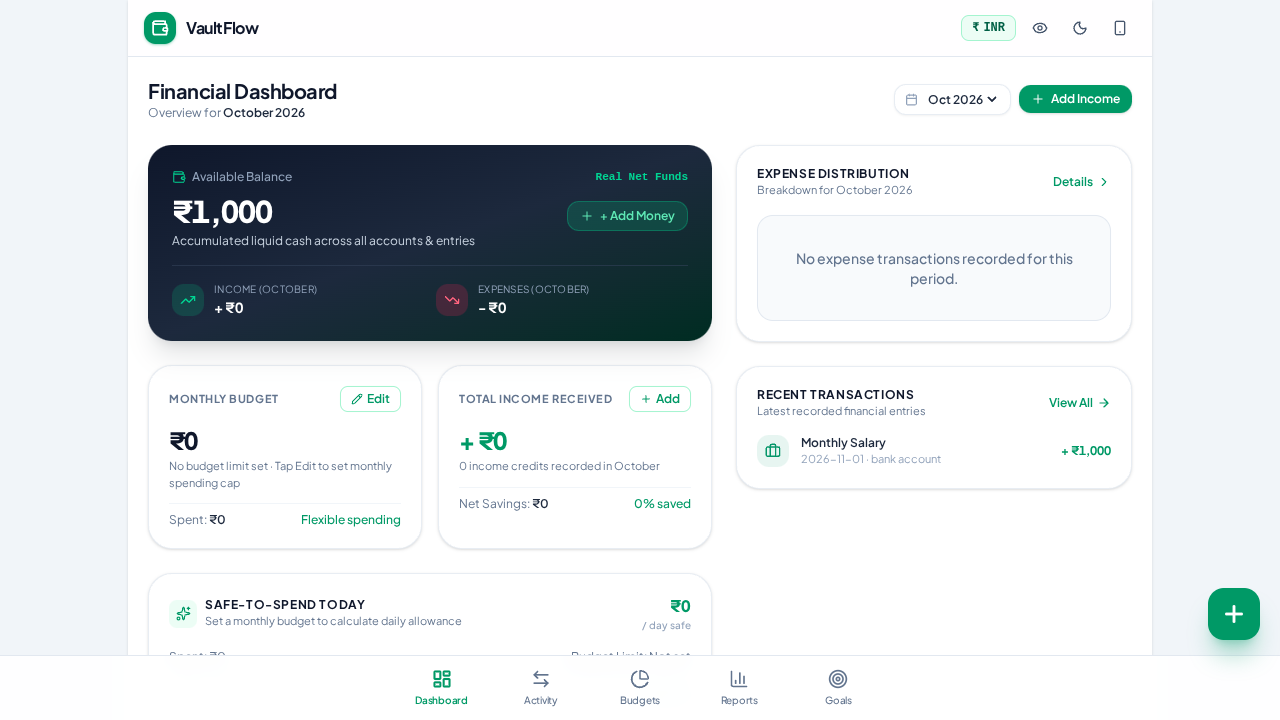 VaultFlow
₹ INR
Financial Dashboard
Overview for October 2026
Oct 2026
Add Income
Available Balance
Real Net Funds
₹1,000
+ Add Money
Accumulated liquid cash across all accounts & entries
INCOME (OCTOBER)
+ ₹0
EXPENSES (OCTOBER)
- ₹0
EXPENSE DISTRIBUTION
Breakdown for October 2026
Details
No expense transactions recorded for this
period.
MONTHLY BUDGET
Edit
₹0
No budget limit set · Tap Edit to set monthly
spending cap
Spent: ₹0
Flexible spending
TOTAL INCOME RECEIVED
Add
+ ₹0
0 income credits recorded in October
Net Savings: ₹0
0% saved
RECENT TRANSACTIONS
Latest recorded financial entries
View All
Monthly Salary
2026-11-01 · bank account
+ ₹1,000
SAFE-TO-SPEND TODAY
Set a monthly budget to calculate daily allowance
₹0
/ day safe
Spent: ₹0
Budget Limit: Not set
Dashboard
Activity
Budgets
Reports
Goals